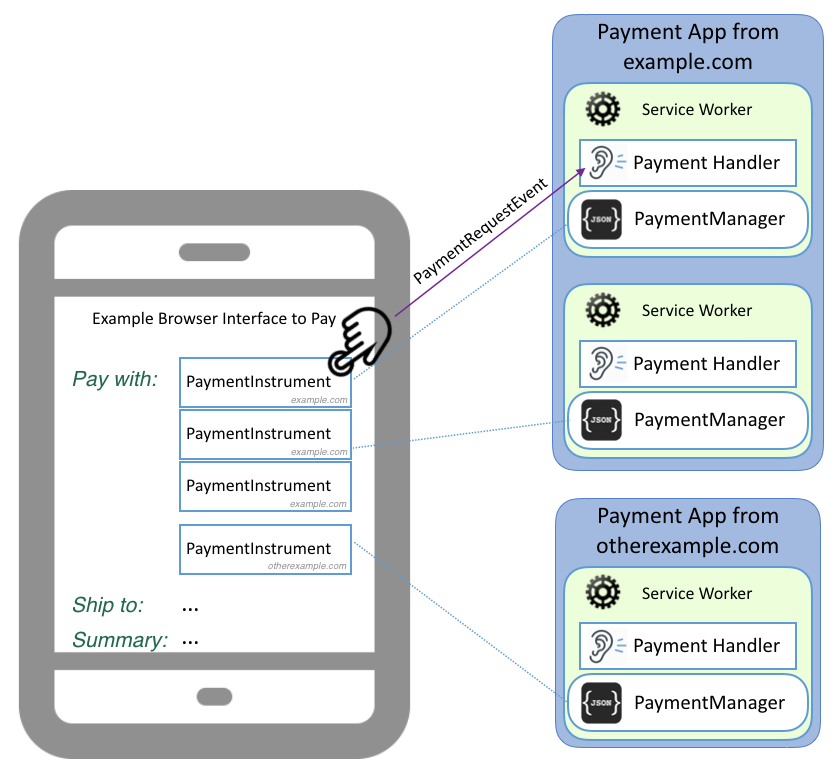 Payment App from
example.com
Service Worker
Payment Handler
{JSON}
PaymentManager
Service Worker
Payment Handler
{JSON}
PaymentManager
PaymentRequestEvent
Example Browser Interface to Pay
Pay with:
PaymentInstrument
example.com
PaymentInstrument
example.com
PaymentInstrument
example.com
PaymentInstrument
otherexample.com
Ship to: ...
Summary: ...
Payment App from
otherexample.com
Service Worker
Payment Handler
{JSON}
PaymentManager